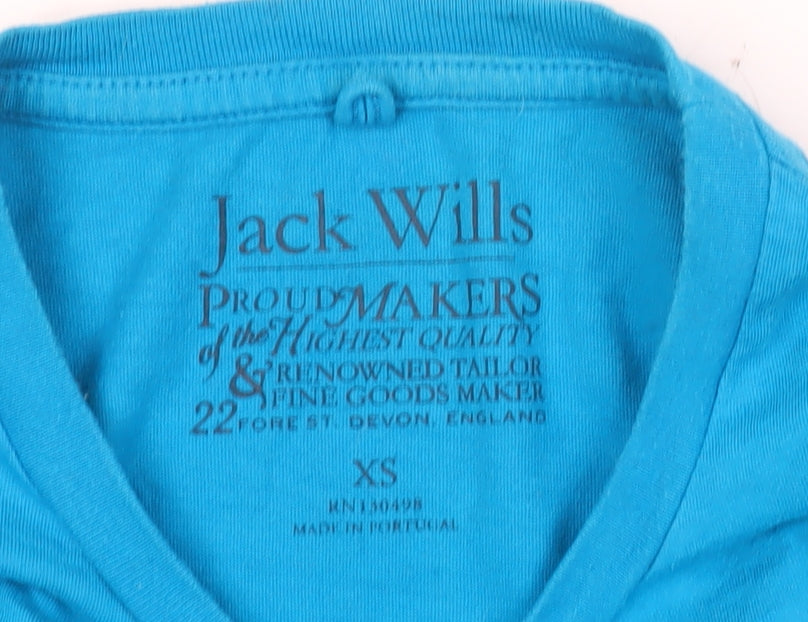 Jack Wills
PROUD MAKERS
of the HIGHEST QUALITY
& RENOWNED TAILOR
FINE GOODS MAKER
22 FORE ST. DEVON, ENGLAND
XS
RN130498
MADE IN PORTUGAL